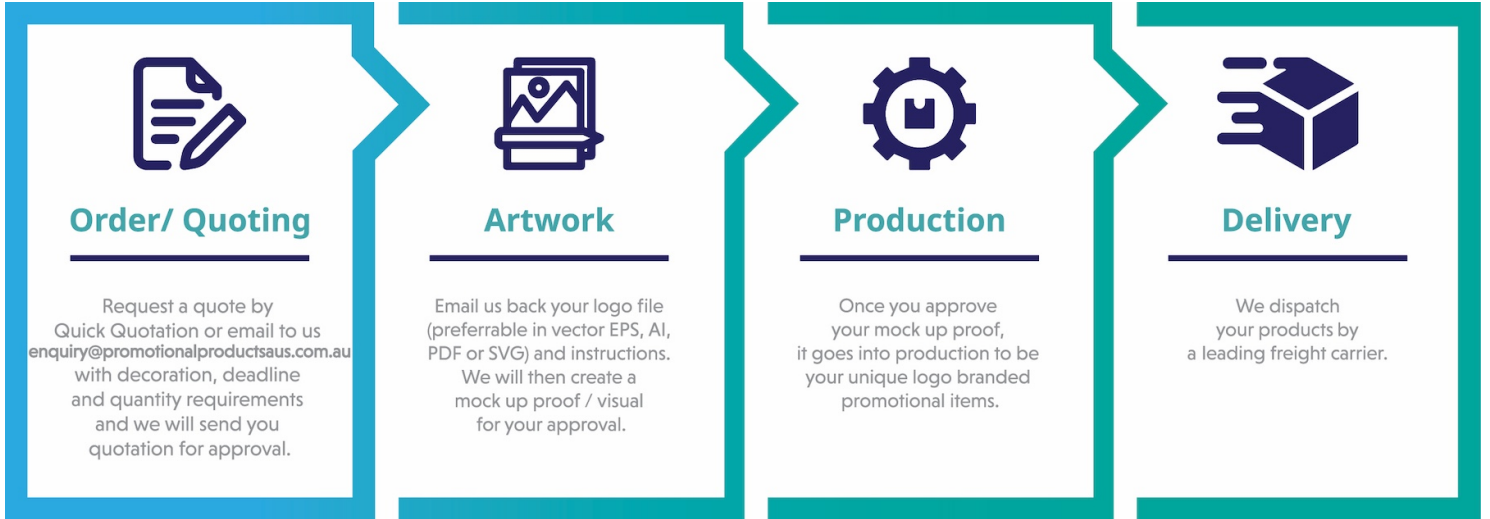 Order/ Quoting
Request a quote by
Quick Quotation or email to us
enquiry@promotionalproductsaus.com.au
with decoration, deadline
and quantity requirements
and we will send you
quotation for approval.
Artwork
Email us back your logo file
(preferrable in vector EPS, AI,
PDF or SVG) and instructions.
We will then create a
mock up proof / visual
for your approval.
Production
Once you approve
your mock up proof,
it goes into production to be
your unique logo branded
promotional items.
Delivery
We dispatch
your products by
a leading freight carrier.